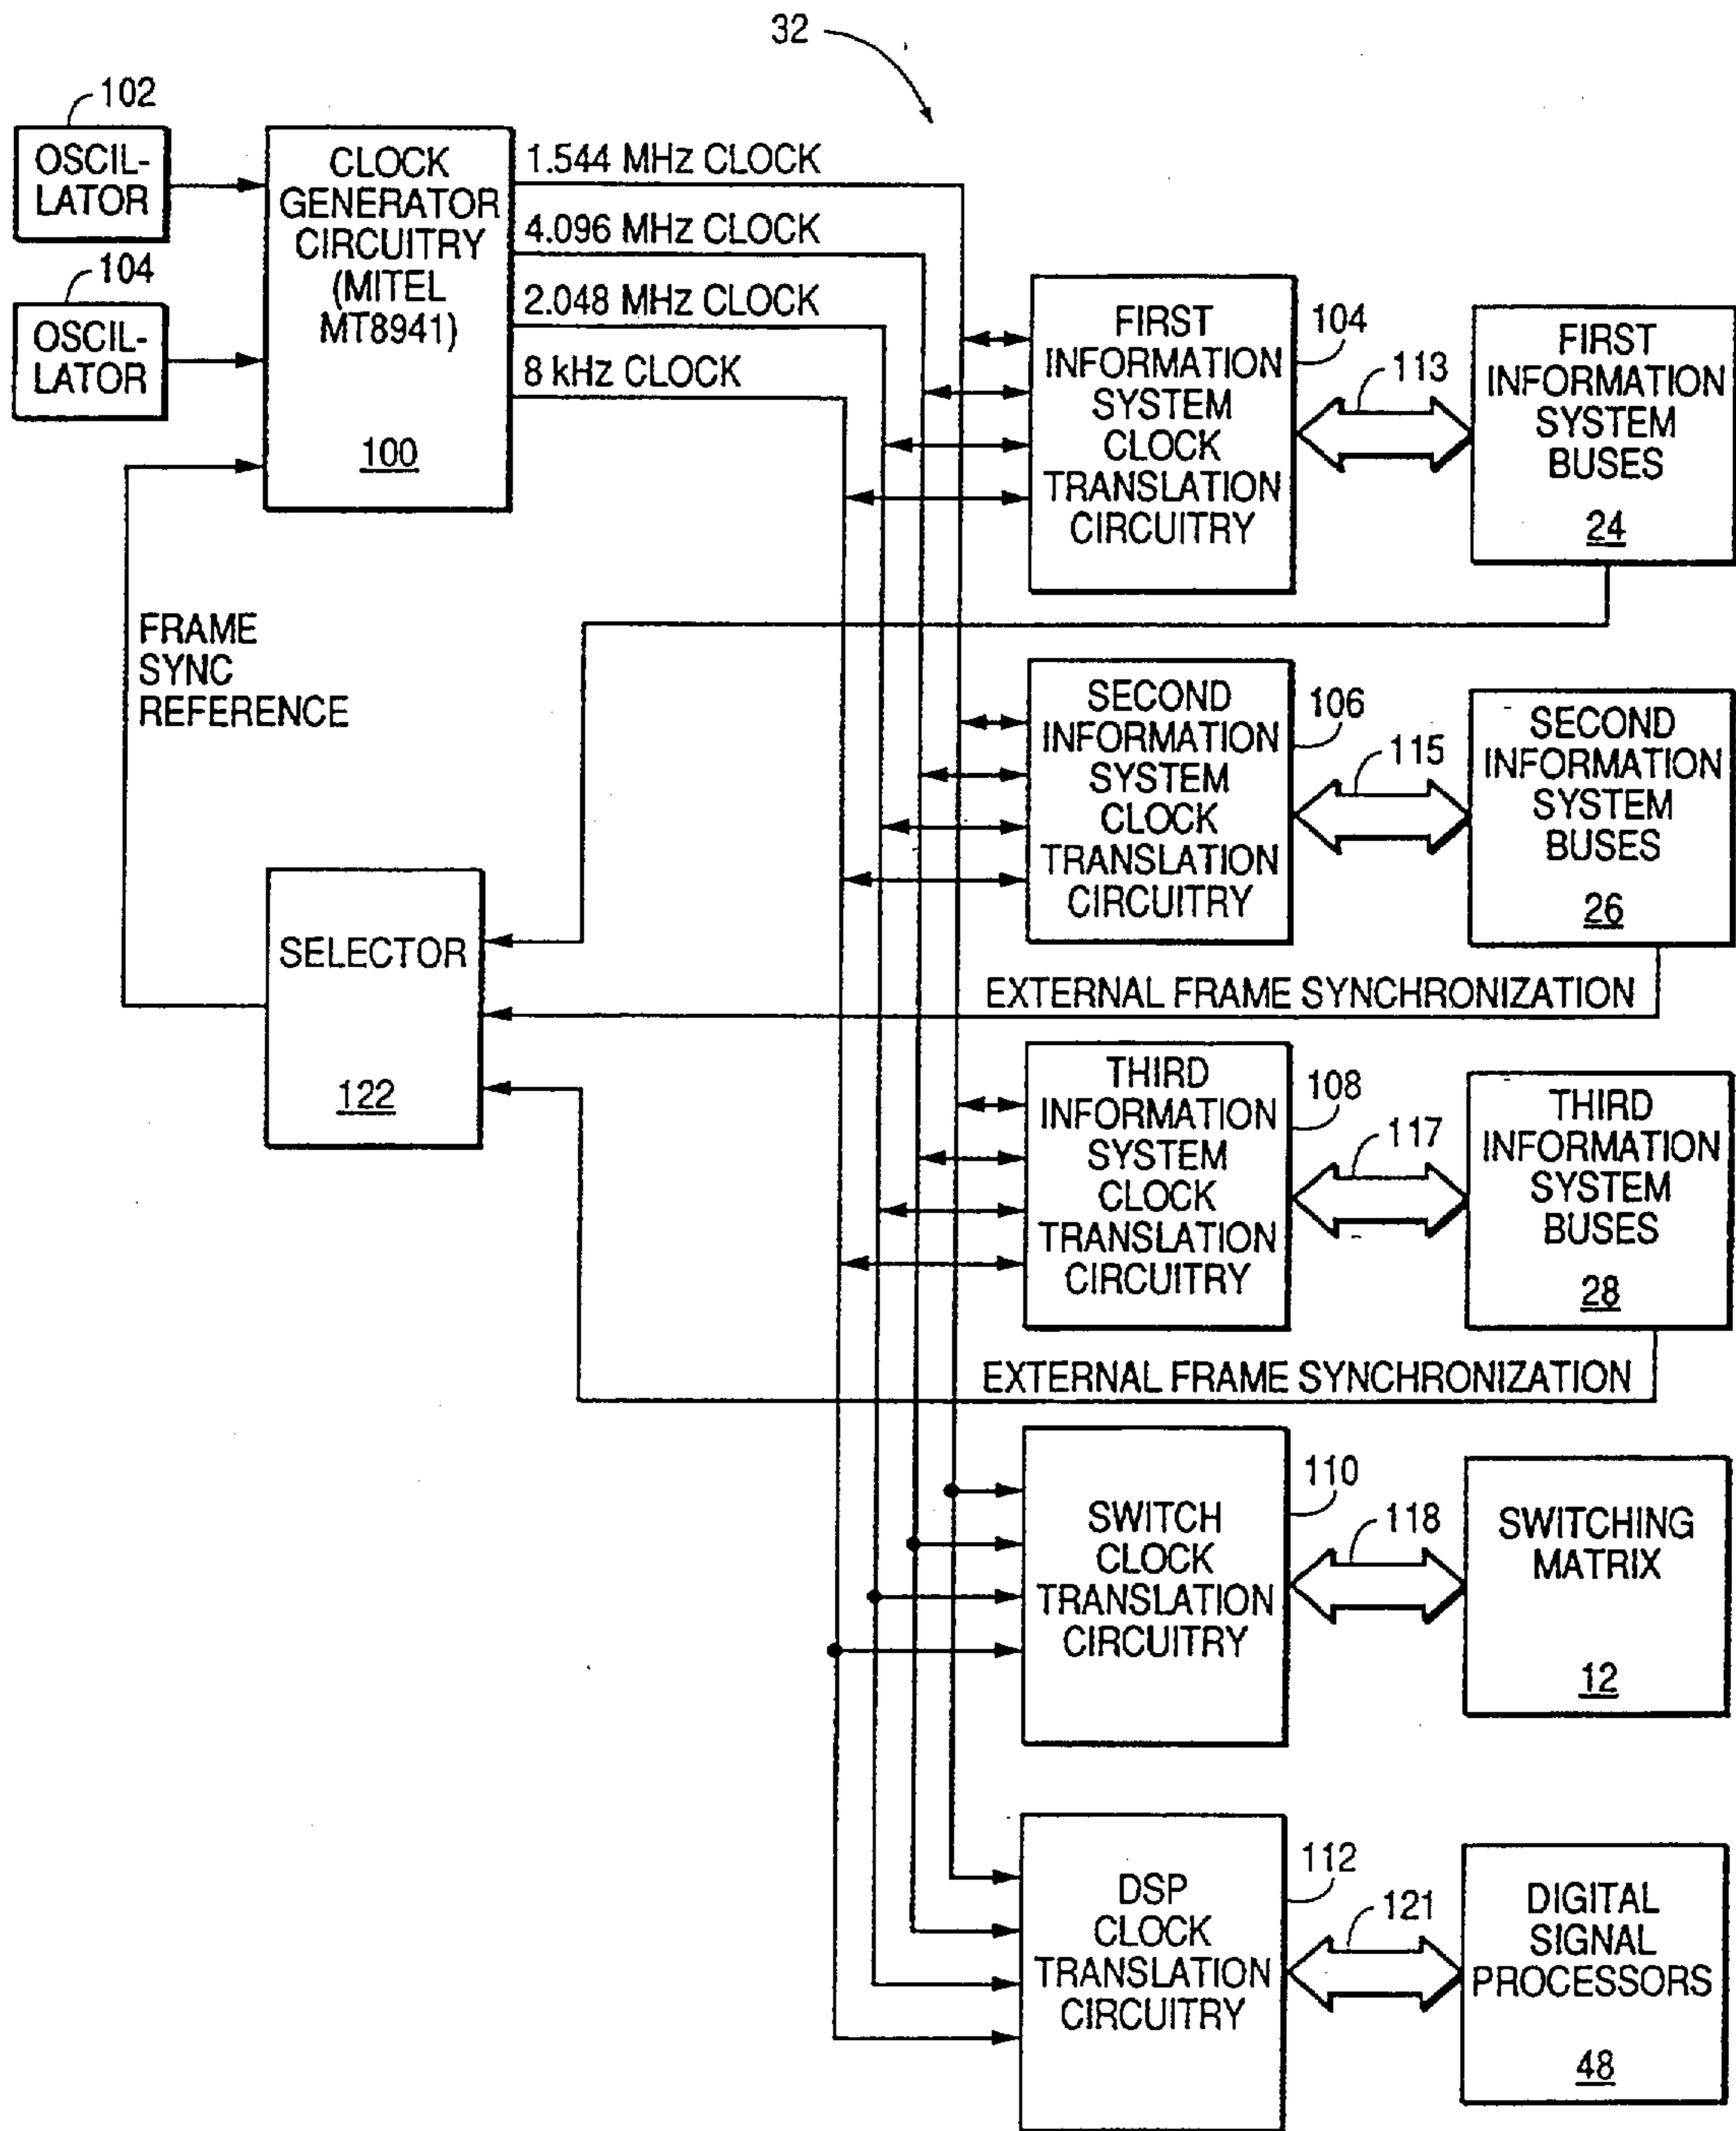 32
102
OSCIL-
LATOR
104
OSCIL-
LATOR
CLOCK
GENERATOR
CIRCUITRY
(MITEL
MT8941)
100
1.544 MHz CLOCK
4.096 MHz CLOCK
2.048 MHz CLOCK
8 kHz CLOCK
FIRST
INFORMATION
SYSTEM
CLOCK
TRANSLATION
CIRCUITRY
104
113
FIRST
INFORMATION
SYSTEM
BUSES
24
FRAME
SYNC
REFERENCE
SECOND
INFORMATION
SYSTEM
CLOCK
TRANSLATION
CIRCUITRY
106
115
SECOND
INFORMATION
SYSTEM
BUSES
26
SELECTOR
122
EXTERNAL FRAME SYNCHRONIZATION
THIRD
INFORMATION
SYSTEM
CLOCK
TRANSLATION
CIRCUITRY
108
117
THIRD
INFORMATION
SYSTEM
BUSES
28
EXTERNAL FRAME SYNCHRONIZATION
SWITCH
CLOCK
TRANSLATION
CIRCUITRY
110
118
SWITCHING
MATRIX
12
DSP
CLOCK
TRANSLATION
CIRCUITRY
112
121
DIGITAL
SIGNAL
PROCESSORS
48